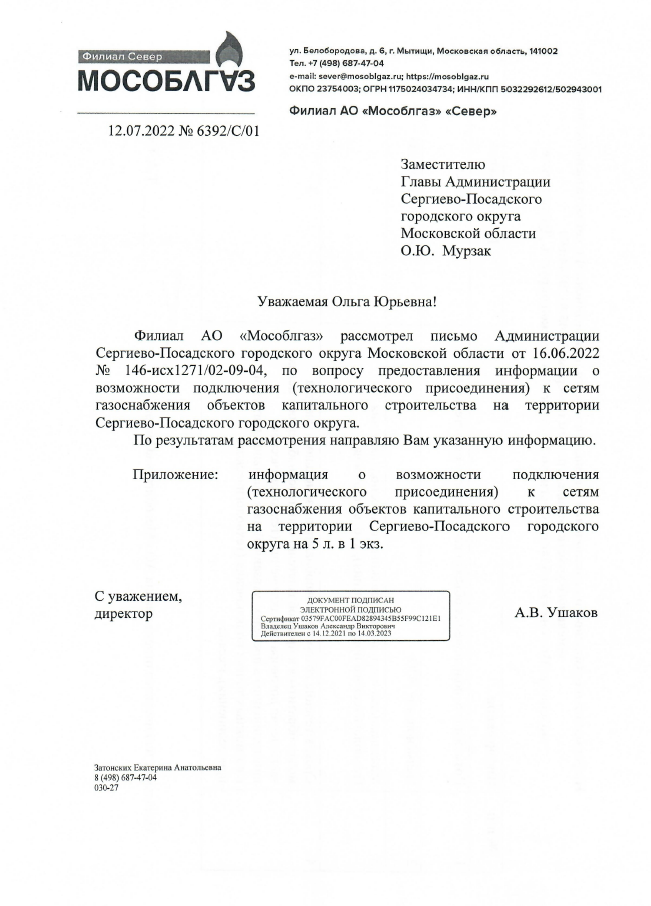 Филиал Север
МОСОБЛГАЗ
ул. Белобородова, д. 6, г. Мытищи, Московская область, 141002
Тел. +7 (498) 687-47-04
e-mail: sever@mosoblgaz.ru; https://mosoblgaz.ru
ОКПО 23754003; ОГРН 1175024034734; ИНН/КПП 5032292612/502943001
Филиал АО «Мособлгаз» «Север»
12.07.2022 № 6392/С/01
Заместителю
Главы Администрации
Сергиево-Посадского
городского округа
Московской области
О.Ю. Мурзак
Уважаемая Ольга Юрьевна!
Филиал АО «Мособлгаз» рассмотрел письмо Администрации
Сергиево-Посадского городского округа Московской области от 16.06.2022
№ 146-исх1271/02-09-04, по вопросу предоставления информации о
возможности подключения (технологического присоединения) к сетям
газоснабжения объектов капитального строительства на территории
Сергиево-Посадского городского округа.
По результатам рассмотрения направляю Вам указанную информацию.
Приложение: информация о возможности подключения
(технологического присоединения) к сетям
газоснабжения объектов капитального строительства
на территории Сергиево-Посадского городского
округа на 5 л. в 1 экз.
С уважением,
директор
ДОКУМЕНТ ПОДПИСАН
ЭЛЕКТРОННОЙ ПОДПИСЬЮ
Сертификат 03579FAC00FEAD82894345B55F99C121E1
Владелец Ушаков Александр Викторович
Действителен с 14.12.2021 по 14.03.2023
А.В. Ушаков
Затонских Екатерина Анатольевна
8 (498) 687-47-04
030-27